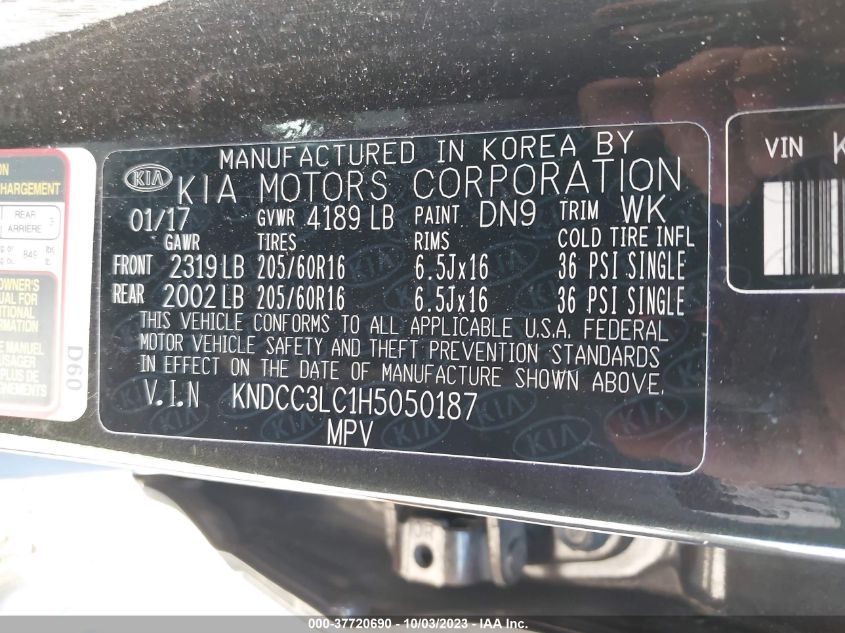 MANUFACTURED IN KOREA BY
KIA KIA MOTORS CORPORATION
01/17 GVWR 4189 LB PAINT DN9 TRIM WK
GAWR TIRES RIMS COLD TIRE INFL
FRONT 2319 LB 205/60R16 6.5Jx16 36 PSI SINGLE
REAR 2002 LB 205/60R16 6.5Jx16 36 PSI SINGLE
THIS VEHICLE CONFORMS TO ALL APPLICABLE U.S.A. FEDERAL
MOTOR VEHICLE SAFETY AND THEFT PREVENTION STANDARDS
IN EFFECT ON THE DATE OF MANUFACTURE SHOWN ABOVE.
V.I.N KNDCC3LC1H5050187
MPV
VIN K
REAR
ARRIERE
849
D60
000-37720690 - 10/03/2023 - IAA Inc.